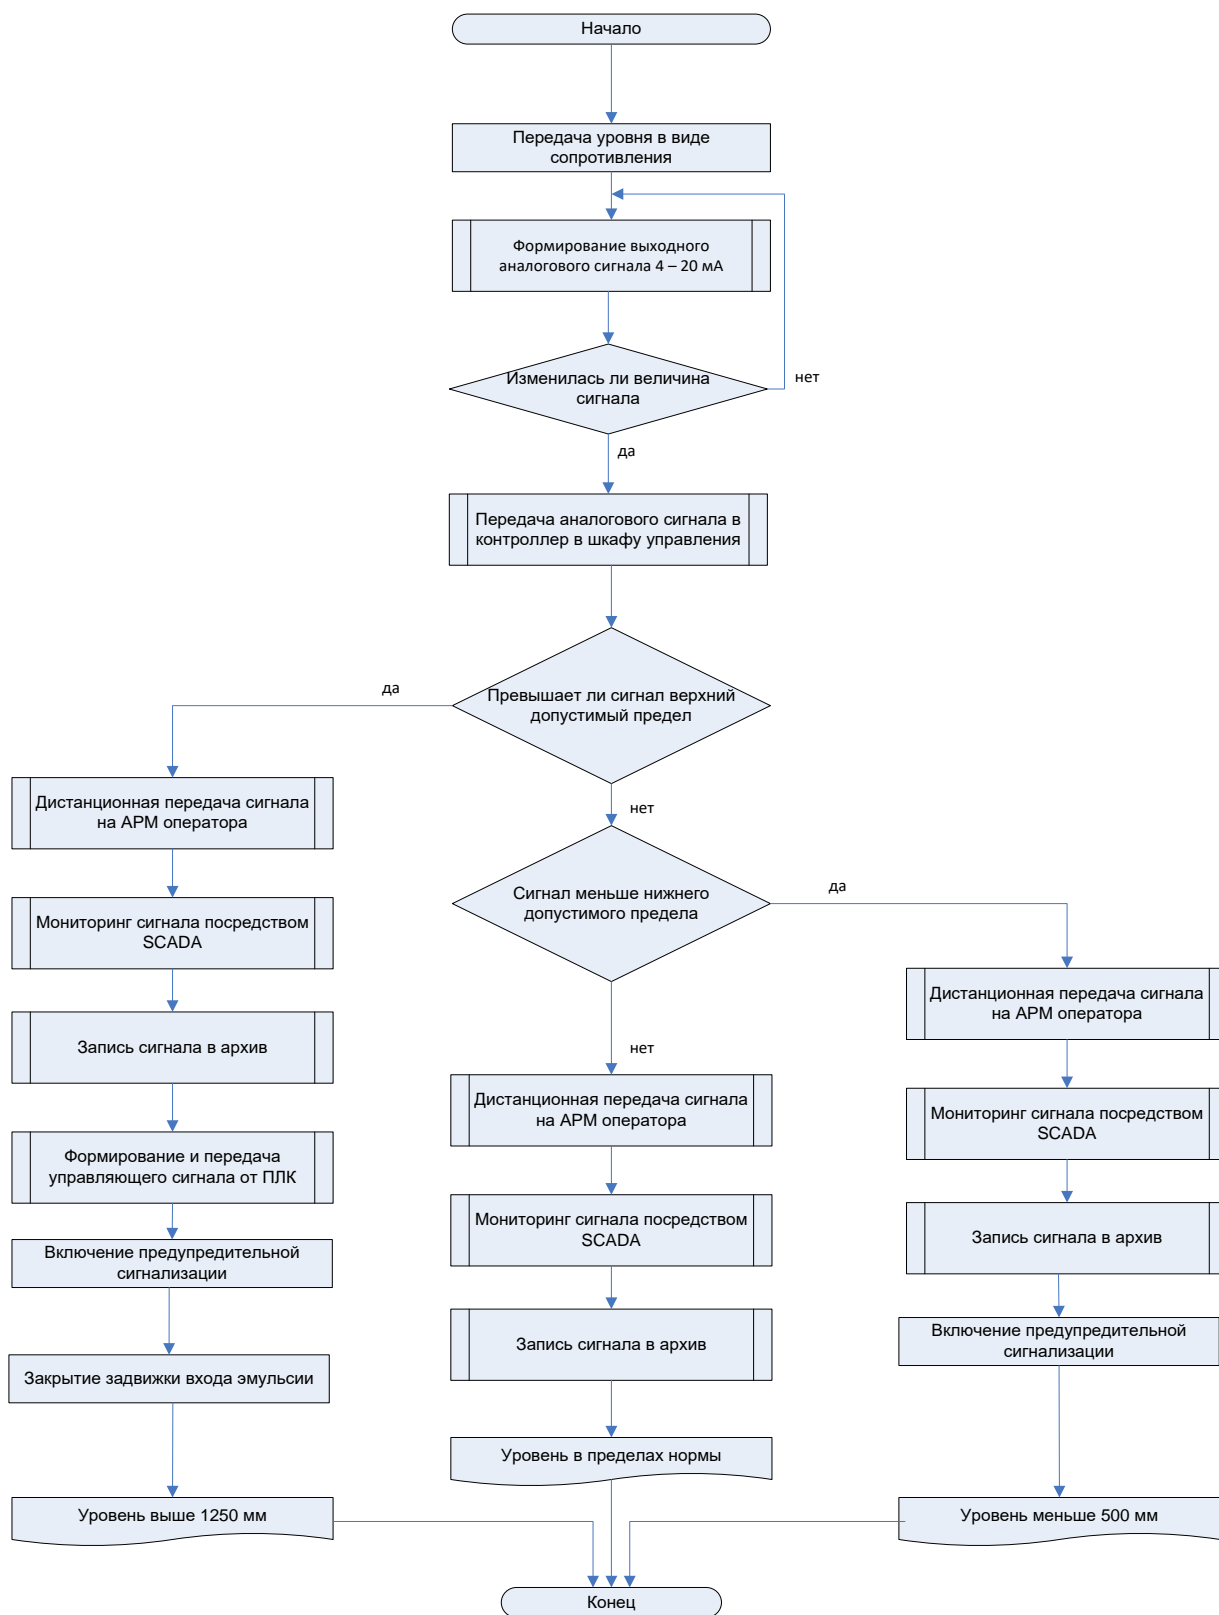 Начало
Передача уровня в виде
сопротивления
Формирование выходного
аналогового сигнала 4 – 20 мА
Изменилась ли величина
сигнала
нет
да
Передача аналогового сигнала в
контроллер в шкафу управления
Превышает ли сигнал верхний
допустимый предел
да
нет
Дистанционная передача сигнала
на АРМ оператора
Мониторинг сигнала посредством
SCADA
Запись сигнала в архив
Формирование и передача
управляющего сигнала от ПЛК
Включение предупредительной
сигнализации
Закрытие задвижки входа эмульсии
Уровень выше 1250 мм
Сигнал меньше нижнего
допустимого предела
да
нет
Дистанционная передача сигнала
на АРМ оператора
Мониторинг сигнала посредством
SCADA
Запись сигнала в архив
Уровень в пределах нормы
Дистанционная передача сигнала
на АРМ оператора
Мониторинг сигнала посредством
SCADA
Запись сигнала в архив
Включение предупредительной
сигнализации
Уровень меньше 500 мм
Конец